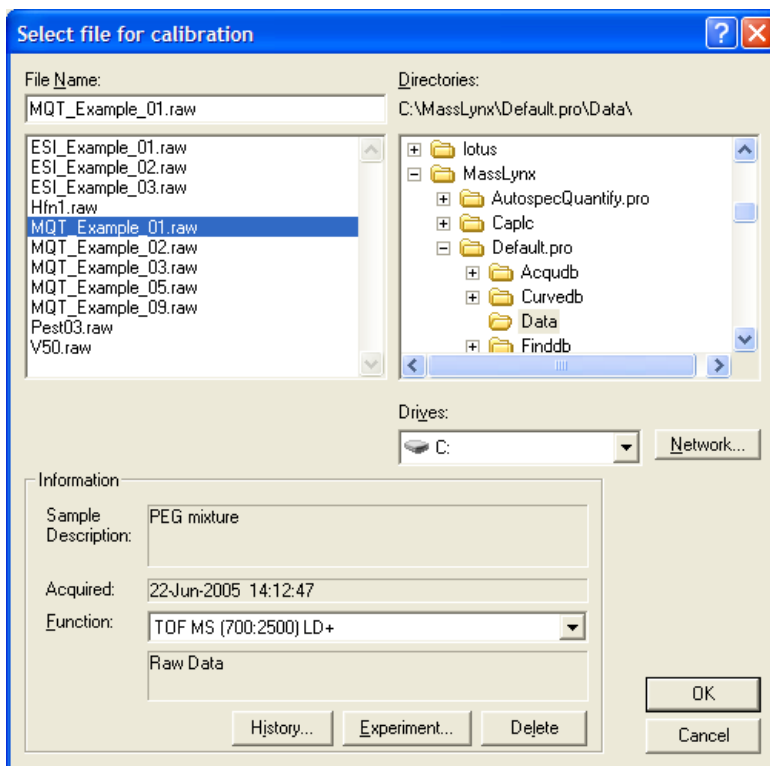 Select file for calibration
File Name:
MQT_Example_01.raw
ESI_Example_01.raw
ESI_Example_02.raw
ESI_Example_03.raw
Hfn1.raw
MQT_Example_01.raw
MQT_Example_02.raw
MQT_Example_03.raw
MQT_Example_05.raw
MQT_Example_09.raw
Pest03.raw
V50.raw
Directories:
C:\MassLynx\Default.pro\Data\
lotus
MassLynx
AutospecQuantify.pro
Caplc
Default.pro
Acqudb
Curvedb
Data
Finddb
Drives:
C:
Network...
Information
Sample
Description:
PEG mixture
Acquired:
22-Jun-2005 14:12:47
Function:
TOF MS (700:2500) LD+
Raw Data
History...
Experiment...
Delete
OK
Cancel